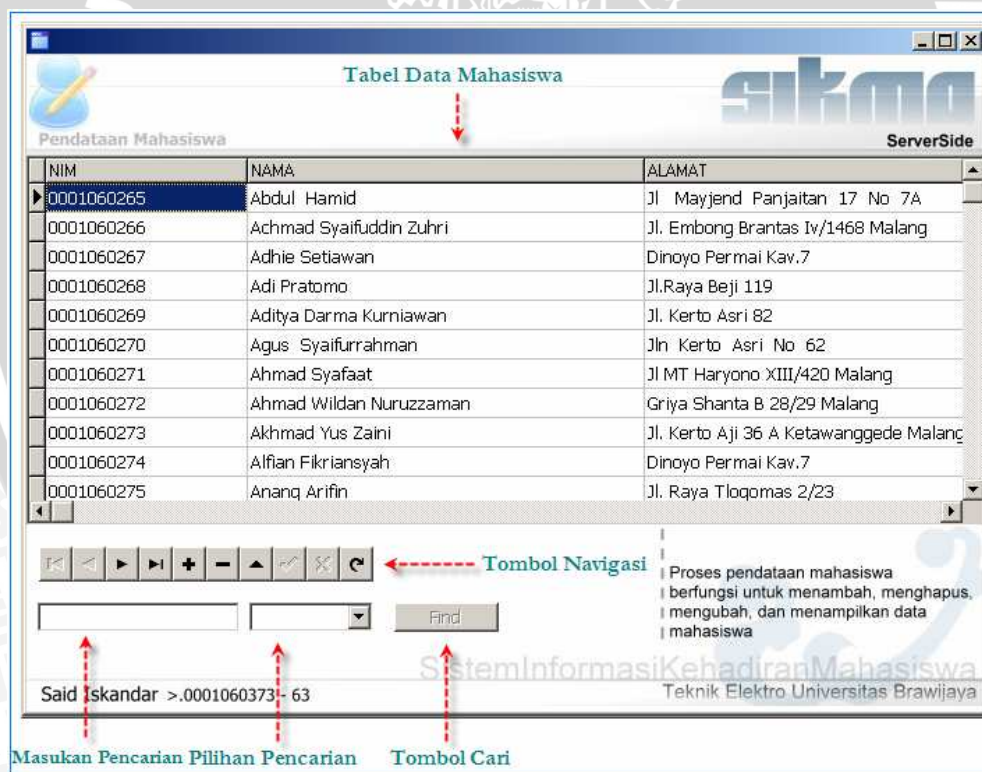 Tabel Data Mahasiswa
sikma
Pendataan Mahasiswa
ServerSide
NIM NAMA ALAMAT
0001060265 Abdul Hamid Jl Mayjend Panjaitan 17 No 7A
0001060266 Achmad Syaifuddin Zuhri Jl. Embong Brantas Iv/1468 Malang
0001060267 Adhie Setiawan Dinoyo Permai Kav.7
0001060268 Adi Pratomo Jl.Raya Beji 119
0001060269 Aditya Darma Kurniawan Jl. Kerto Asri 82
0001060270 Agus Syaifurrahman Jln Kerto Asri No 62
0001060271 Ahmad Syafaat Jl MT Haryono XIII/420 Malang
0001060272 Ahmad Wildan Nuruzzaman Griya Shanta B 28/29 Malang
0001060273 Akhmad Yus Zaini Jl. Kerto Aji 36 A Ketawanggede Malang
0001060274 Alfian Fikriansyah Dinoyo Permai Kav.7
0001060275 Anang Arifin Jl. Raya Tlogomas 2/23
Tombol Navigasi
Proses pendataan mahasiswa
berfungsi untuk menambah, menghapus,
mengubah, dan menampilkan data
mahasiswa
Find
SistemInformasiKehadiranMahasiswa
Said Iskandar >.0001060373 - 63
Teknik Elektro Universitas Brawijaya
Masukan Pencarian Pilihan Pencarian Tombol Cari